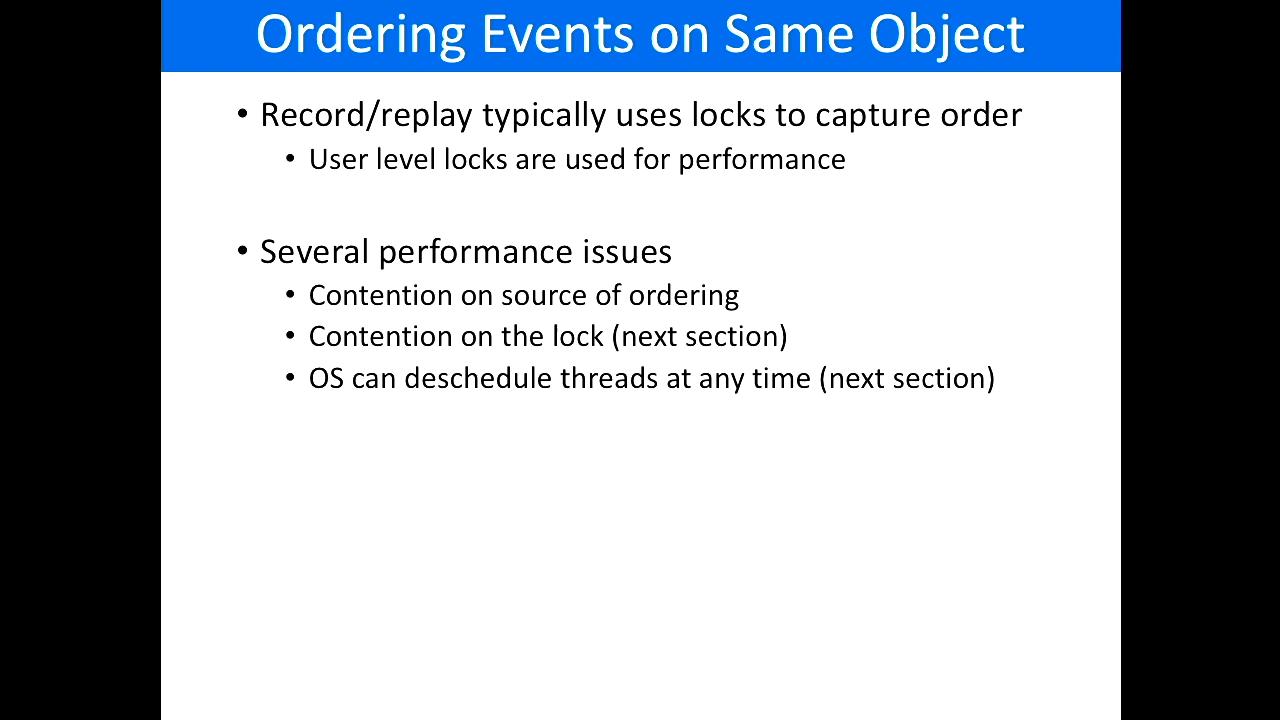 Ordering Events on Same Object
• Record/replay typically uses locks to capture order
• User level locks are used for performance
• Several performance issues
• Contention on source of ordering
• Contention on the lock (next section)
• OS can deschedule threads at any time (next section)